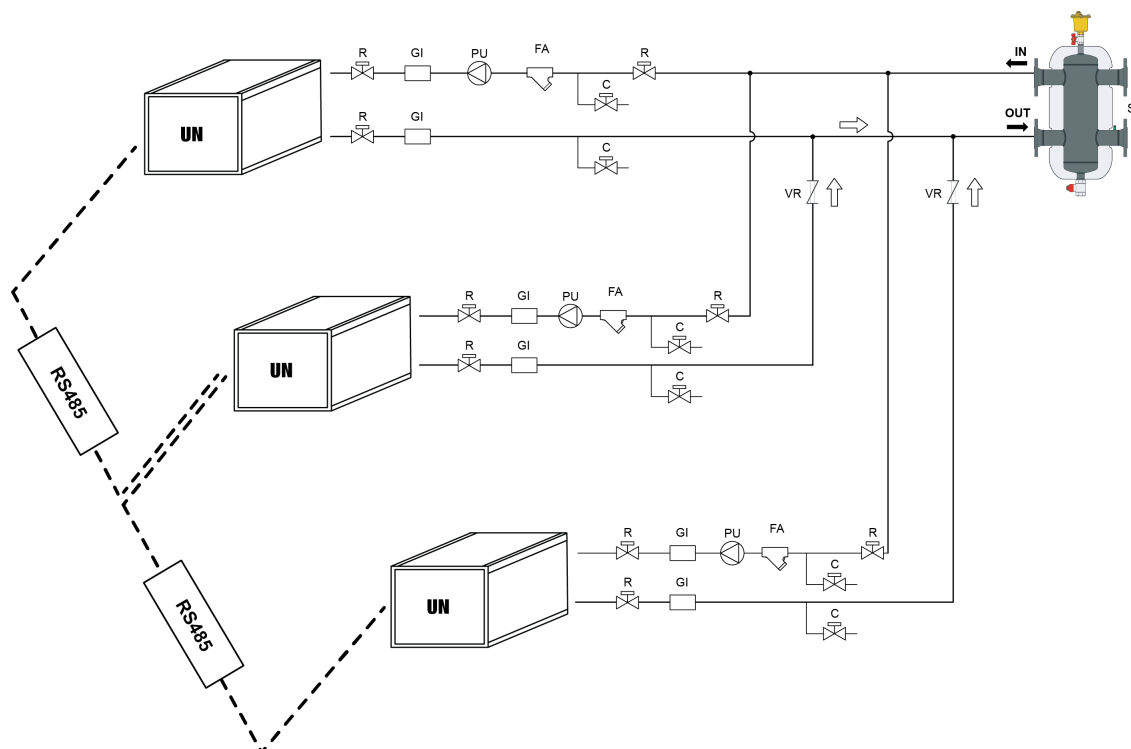 R GI PU FA R IN
C
UN R GI OUT S
C
VR VR
R GI PU FA R
C
RS485 UN R GI
C
R GI PU FA R
C
RS485 UN R GI
C